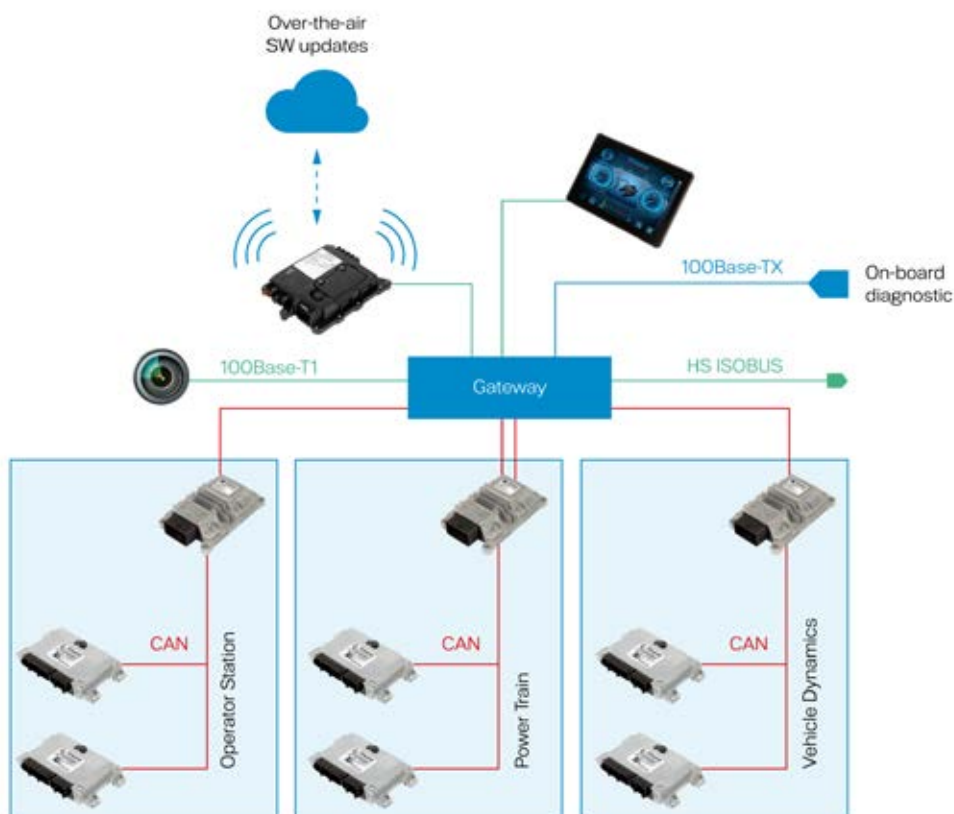 Over-the-air
SW updates
100Base-TX
On-board
diagnostic
100Base-T1
Gateway
HS ISOBUS
CAN
Operator Station
CAN
Power Train
CAN
Vehicle Dynamics